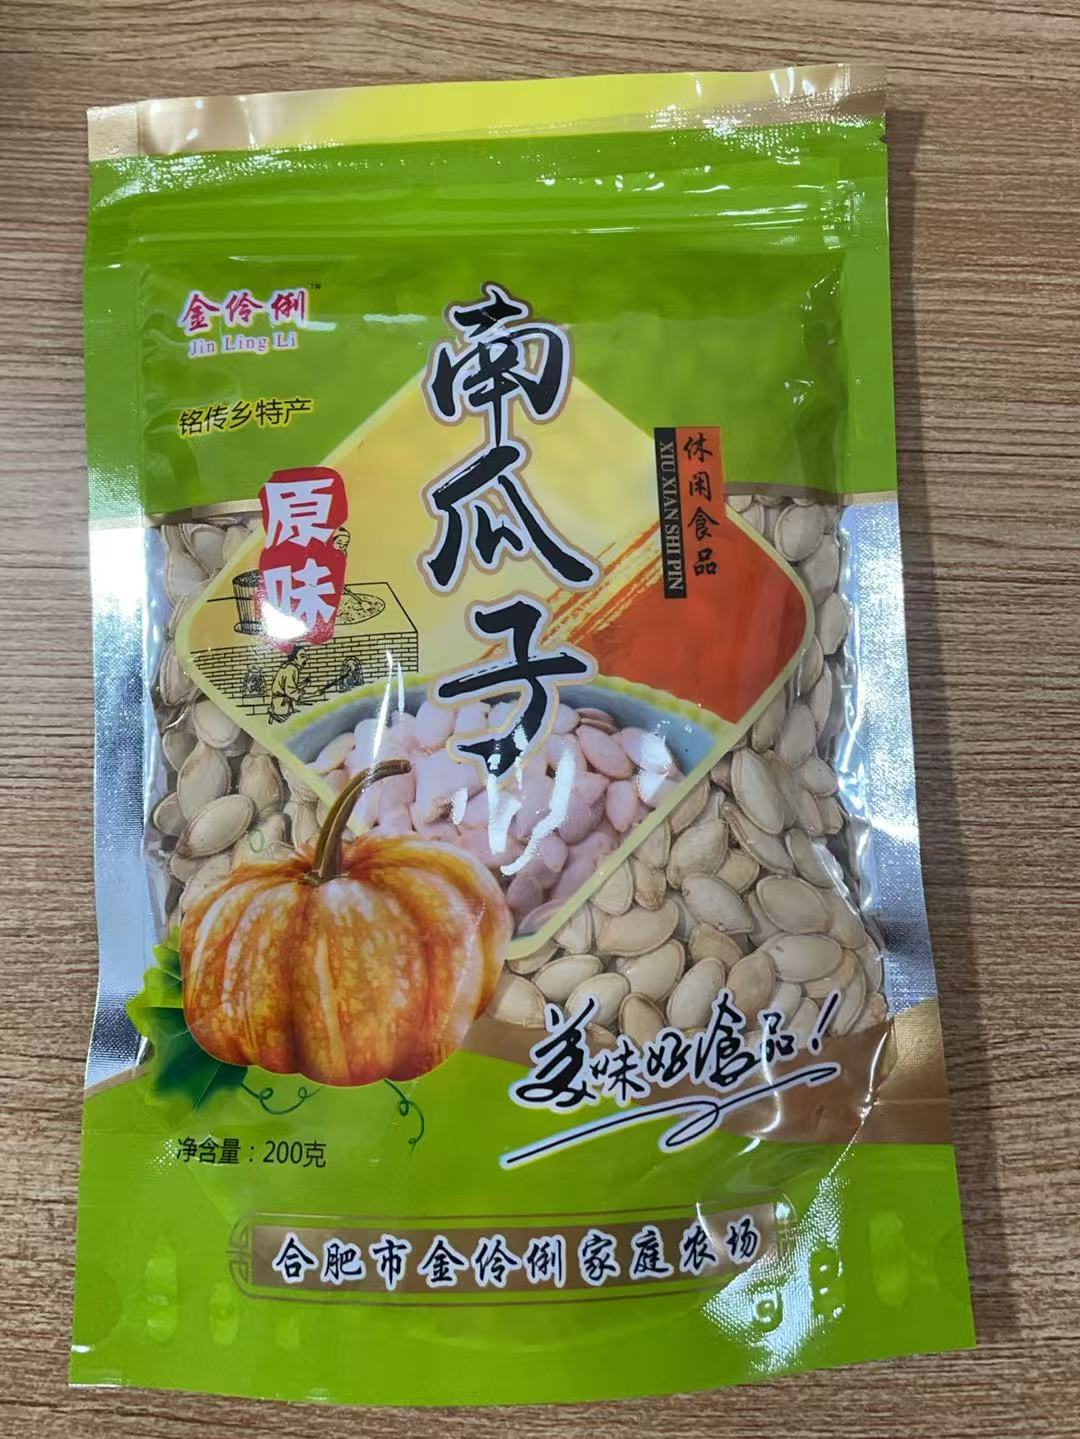 金伶俐™
Jin Ling Li
铭传乡特产
南瓜子
原味
休闲食品
XIU XIAN SHI PIN
美味好食品！
净含量：200克
合肥市金伶俐家庭农场